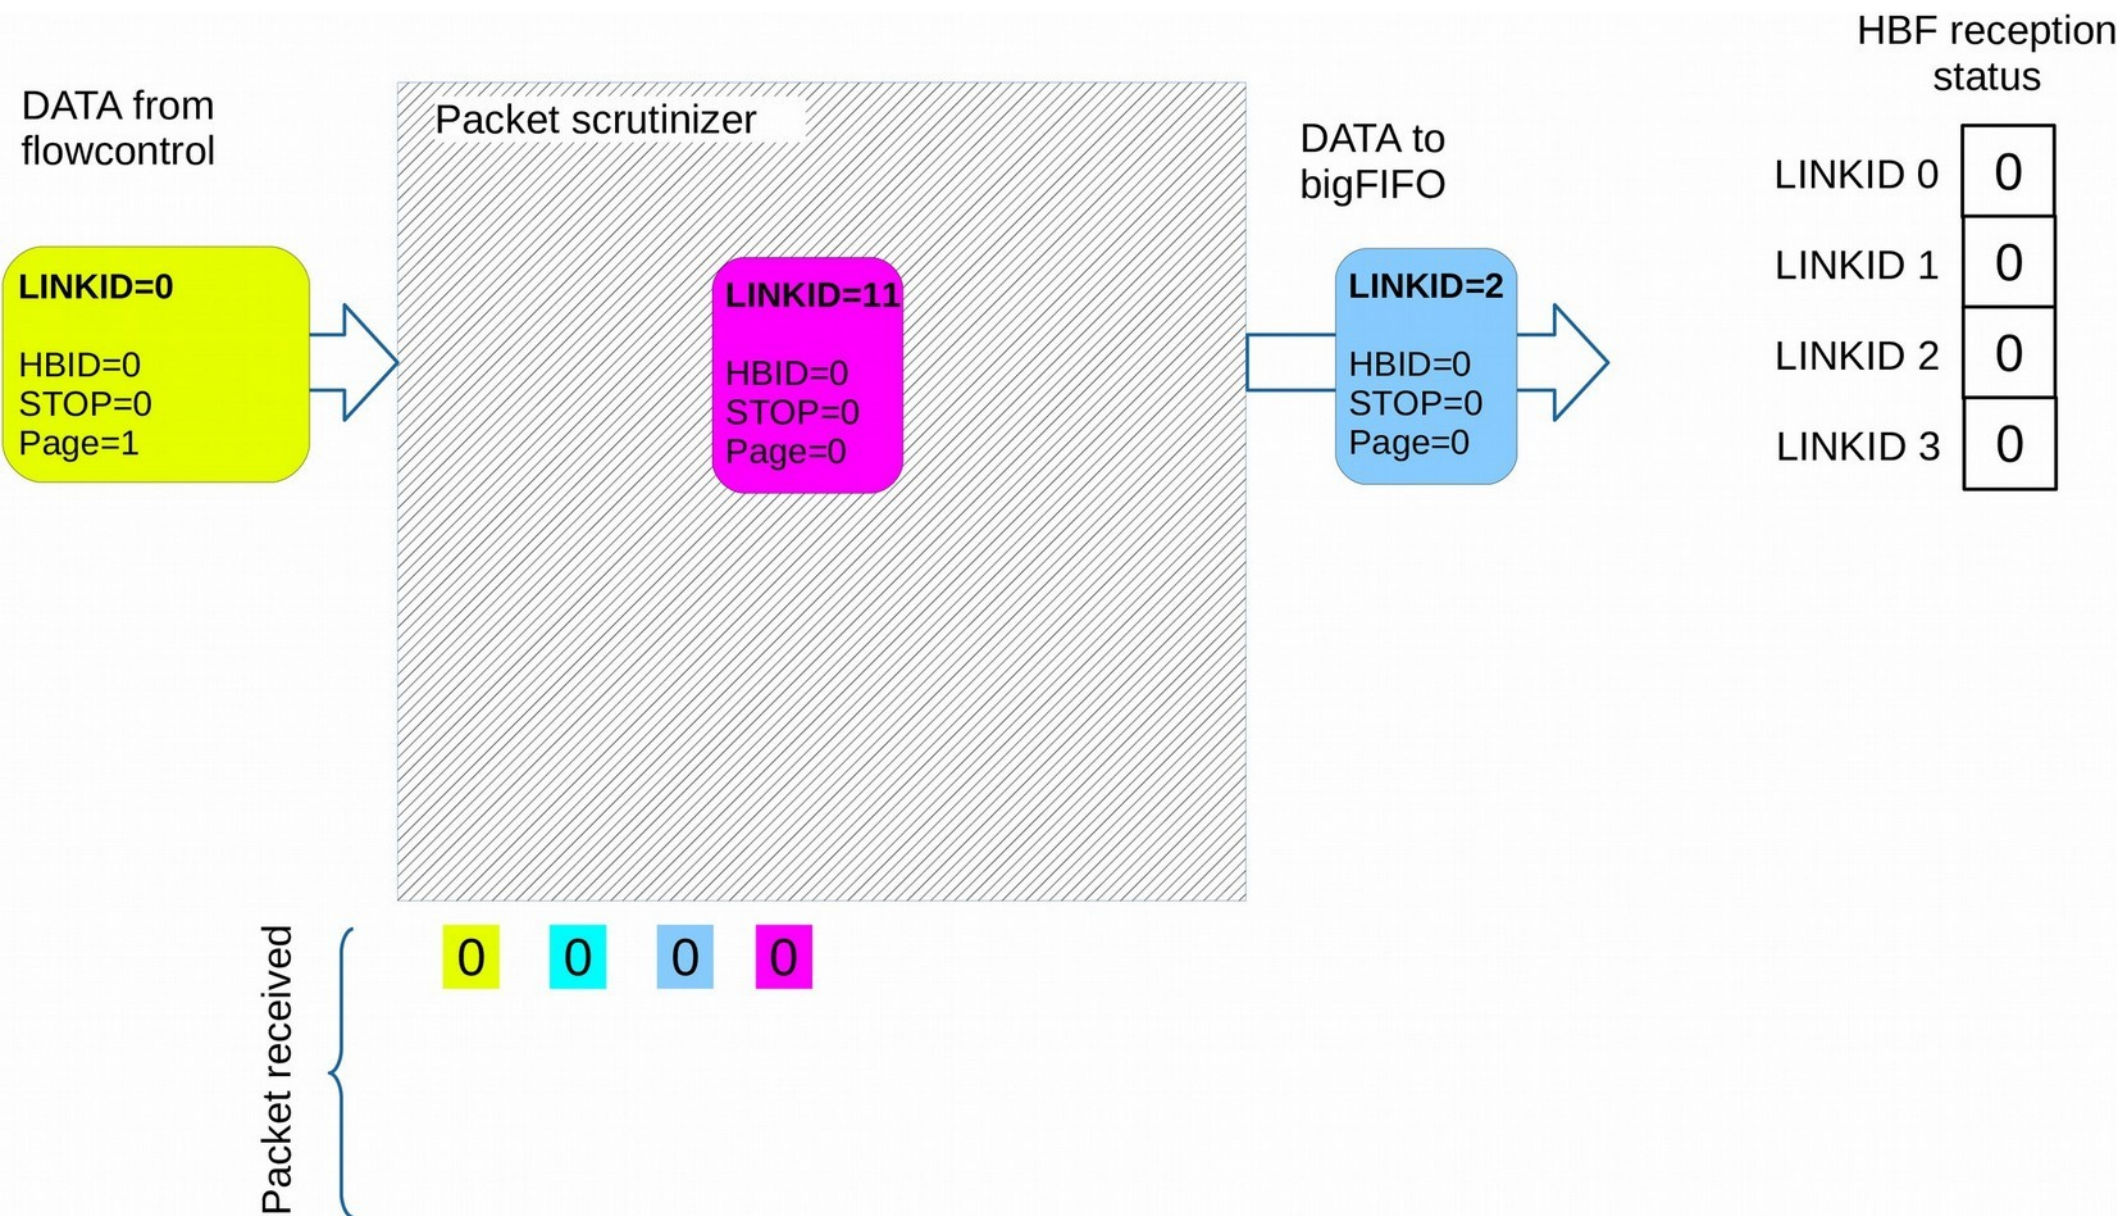 HBF reception
status
DATA from
flowcontrol
Packet scrutinizer
DATA to
bigFIFO
LINKID 0
0
LINKID 1
0
LINKID 2
0
LINKID 3
0
LINKID=0
HBID=0
STOP=0
Page=1
LINKID=11
HBID=0
STOP=0
Page=0
LINKID=2
HBID=0
STOP=0
Page=0
Packet received
0 0 0 0